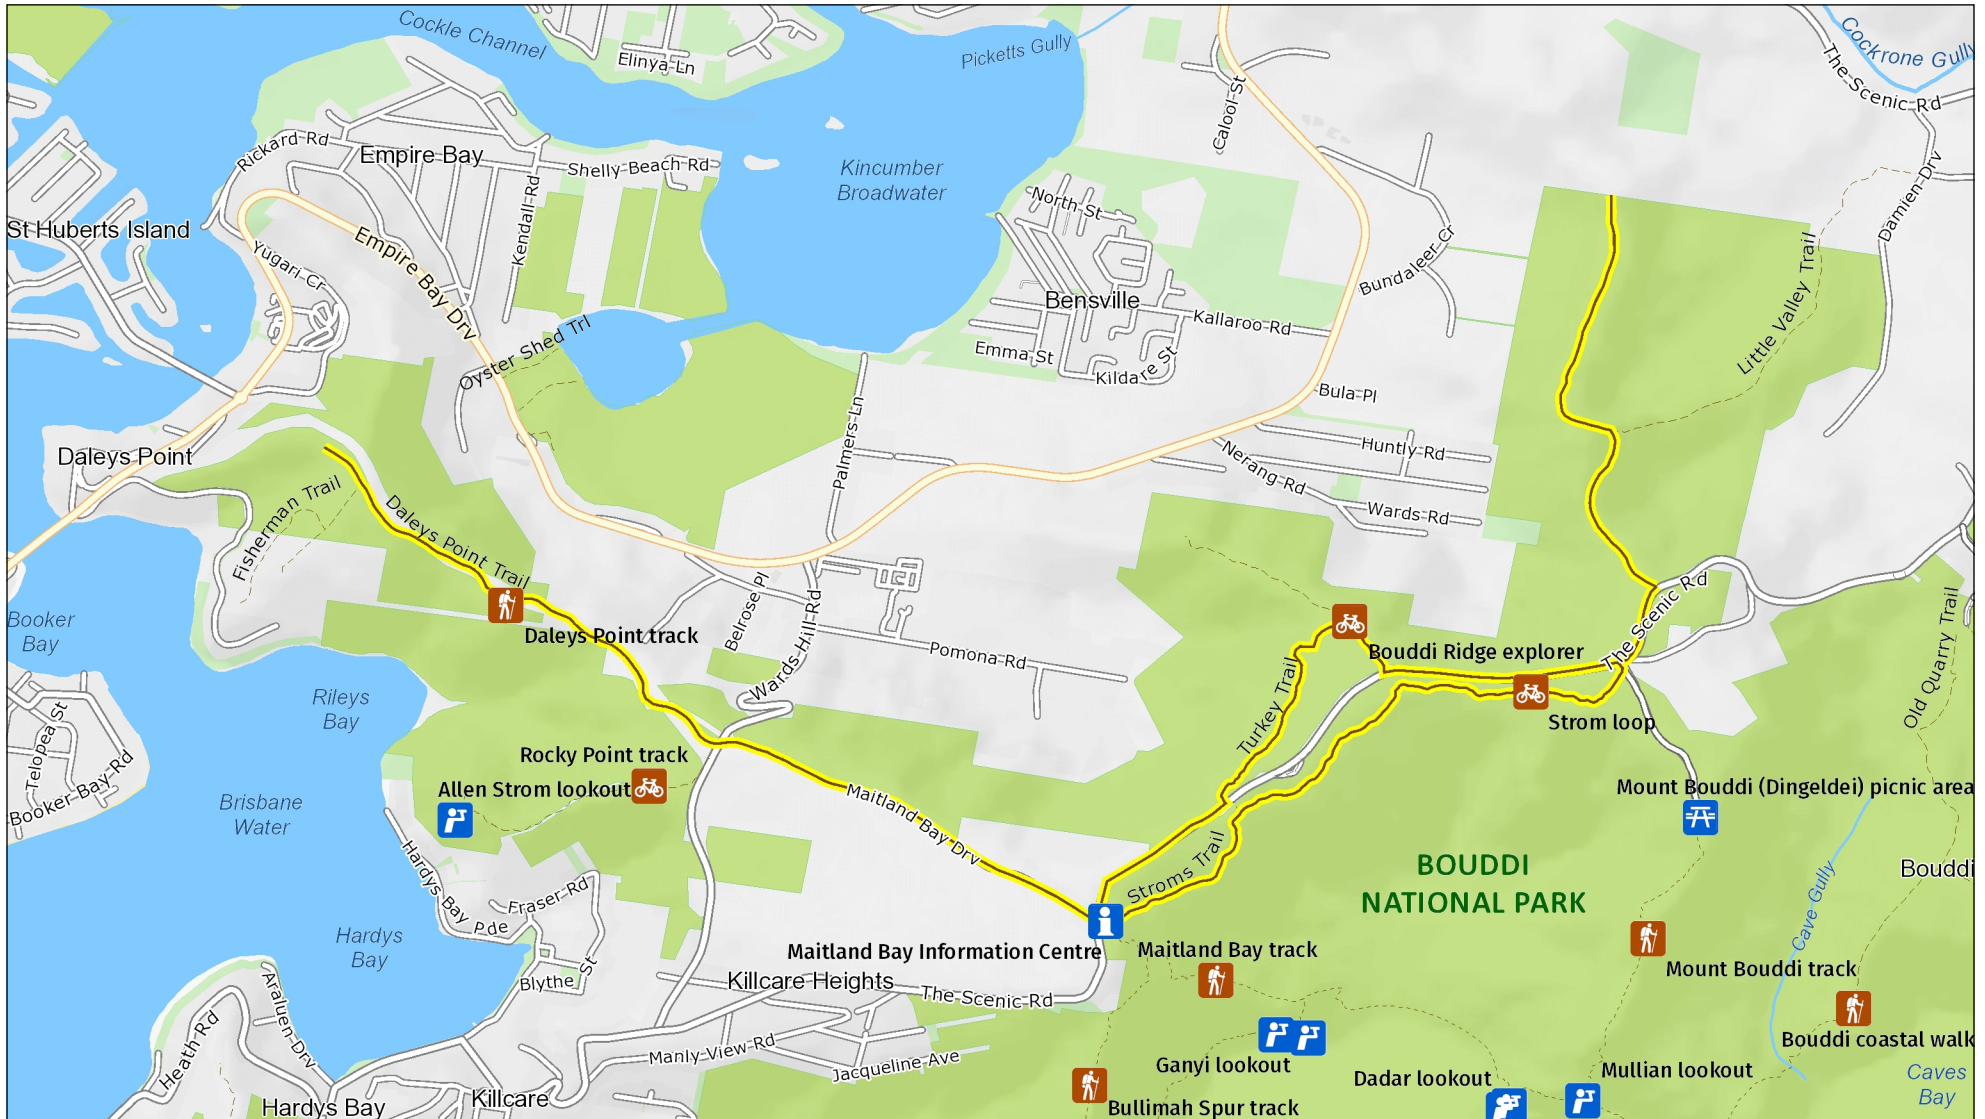 Cockle Channel
Elinya Ln
Picketts Gully
Cockrone Gully
The Scenic Rd
Calool St
Rickard Rd
Empire Bay
Shelly Beach Rd
Kincumber
Broadwater
Kendall Rd
North St
Damien Drv
St Huberts Island
Yugari Cr
Empire Bay Drv
Bundaleer Cr
Little Valley Trail
Bensville
Kallaroo Rd
Oyster Shed Trl
Emma St
Kildare St
Bula Pl
Palmers Ln
Huntly Rd
Daleys Point
Nerang Rd
Wards Rd
Fisherman Trail
Daleys Point Trail
The Scenic Rd
Belrose Pl
Wards Hill Rd
Booker
Bay
Daleys Point track
Pomona Rd
Bouddi Ridge explorer
Old Quarry Trail
Rileys
Bay
Turkey Trail
Strom loop
Telopea St
Booker Bay Rd
Rocky Point track
Allen Strom lookout
Mount Bouddi (Dingeldei) picnic area
Brisbane
Water
Maitland Bay Drv
Stroms Trail
BOUDDI
NATIONAL PARK
Bouddi
Cave Gully
Hardys Bay Pde
Fraser Rd
Hardys
Bay
Maitland Bay Information Centre
Maitland Bay track
Mount Bouddi track
Blythe St
Killcare Heights
The Scenic Rd
Araluen Drv
Heath Rd
Manly View Rd
Jacqueline Ave
Ganyi lookout
Bouddi coastal walk
Dadar lookout
Mullian lookout
Caves
Bay
Hardys Bay
Killcare
Bullimah Spur track